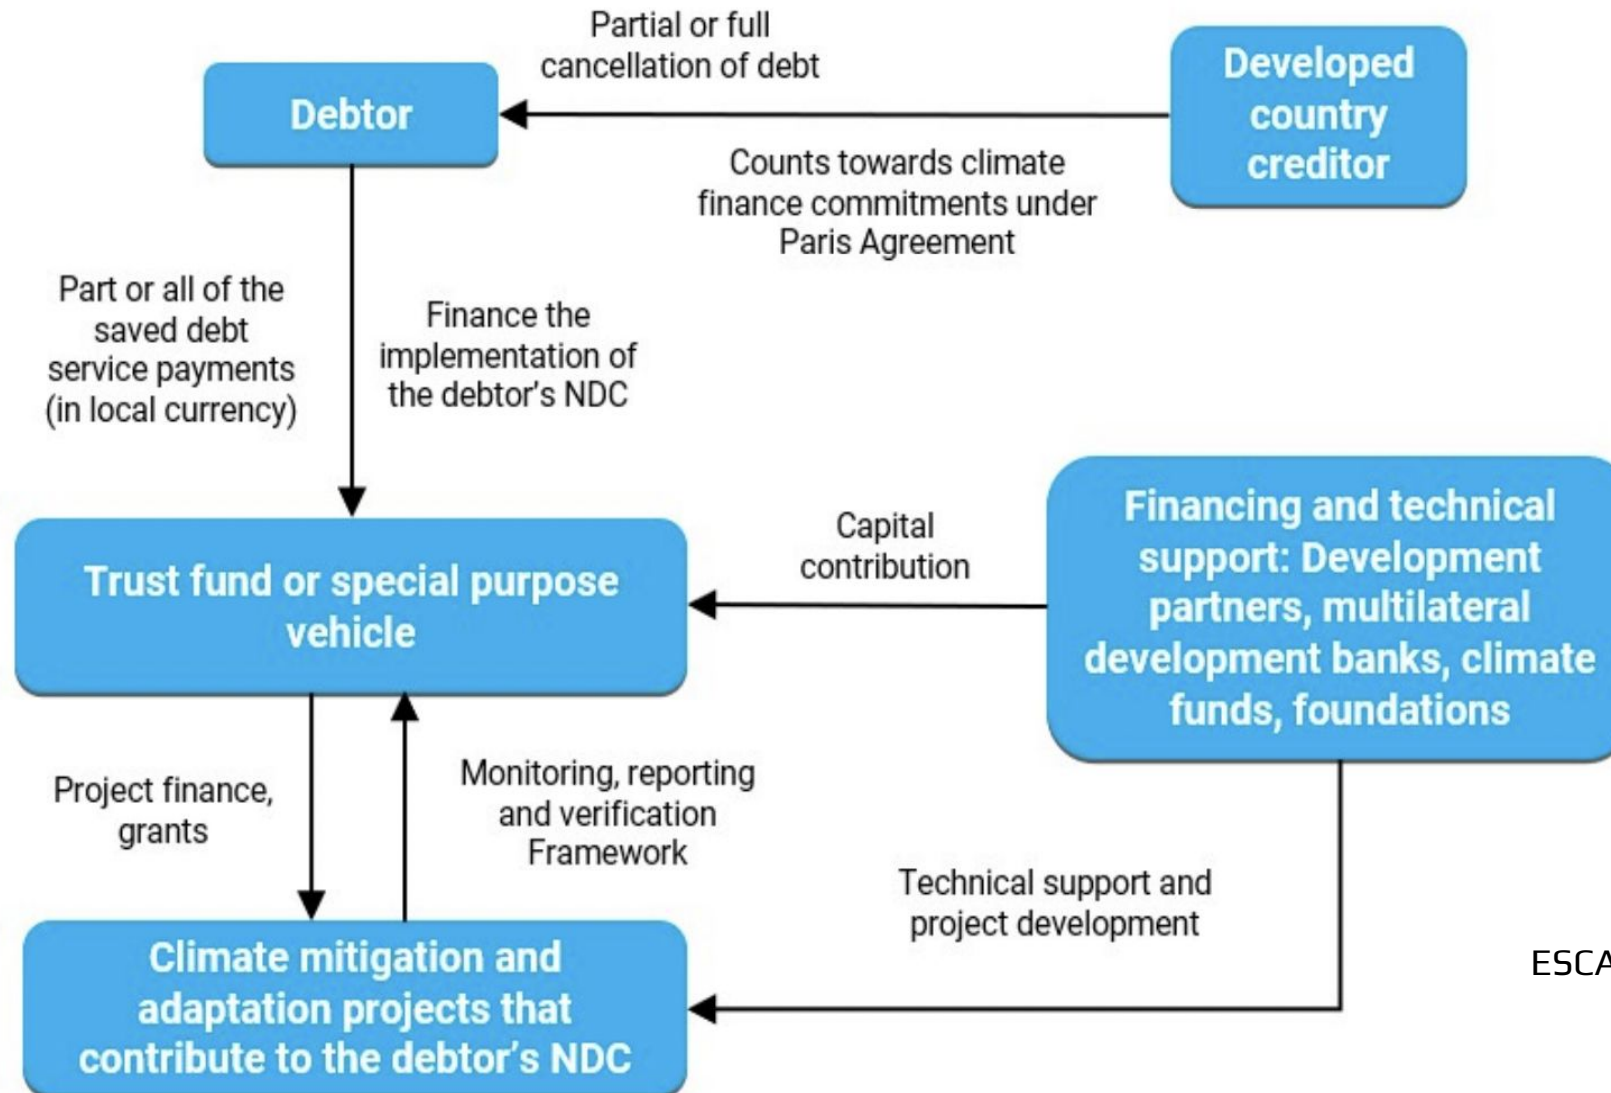 Partial or full
cancellation of debt
Debtor
Developed
country
creditor
Counts towards climate
finance commitments under
Paris Agreement
Part or all of the
saved debt
service payments
(in local currency)
Finance the
implementation of
the debtor's NDC
Trust fund or special purpose
vehicle
Capital
contribution
Financing and technical
support: Development
partners, multilateral
development banks, climate
funds, foundations
Project finance,
grants
Monitoring, reporting
and verification
Framework
Technical support and
project development
Climate mitigation and
adaptation projects that
contribute to the debtor's NDC
ESCA